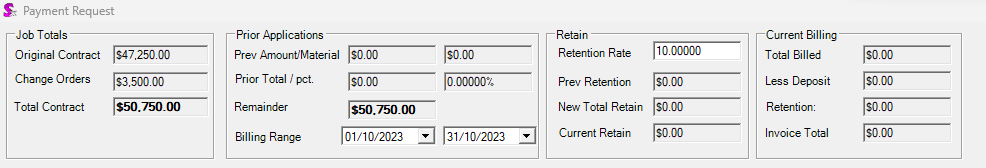 Payment Request
Job Totals
Original Contract $47,250.00
Change Orders $3,500.00
Total Contract $50,750.00
Prior Applications
Prev Amount/Material $0.00 $0.00
Prior Total / pct. $0.00 0.00000%
Remainder $50,750.00
Billing Range 01/10/2023 31/10/2023
Retain
Retention Rate 10.00000
Prev Retention $0.00
New Total Retain $0.00
Current Retain $0.00
Current Billing
Total Billed $0.00
Less Deposit $0.00
Retention: $0.00
Invoice Total $0.00